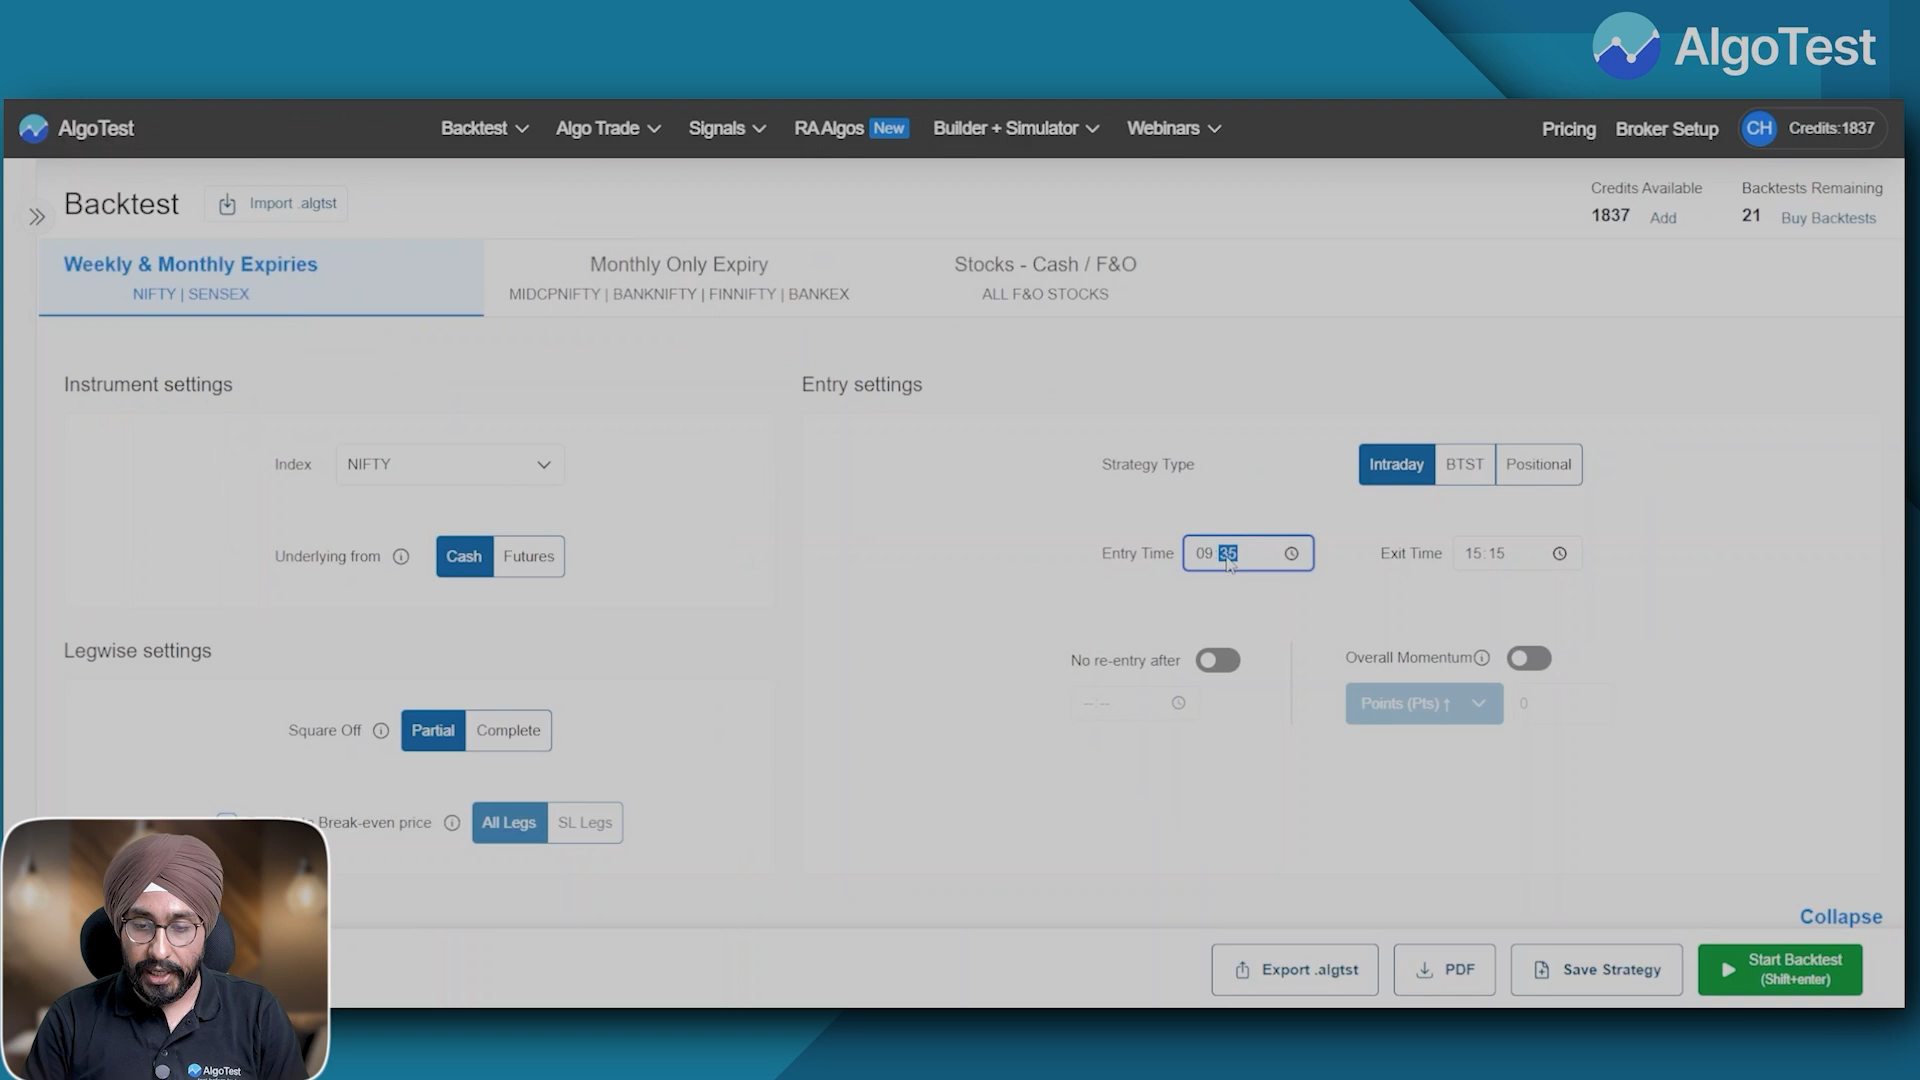 AlgoTest
AlgoTest
Backtest
Algo Trade
Signals
RA Algos New
Builder + Simulator
Webinars
Pricing
Broker Setup
CH
Credits:1837
Backtest
Import .algtst
Credits Available
1837 Add
Backtests Remaining
21 Buy Backtests
Weekly & Monthly Expiries
NIFTY | SENSEX
Monthly Only Expiry
MIDCPNIFTY | BANKNIFTY | FINNIFTY | BANKEX
Stocks - Cash / F&O
ALL F&O STOCKS
Instrument settings
Index NIFTY
Underlying from Cash Futures
Entry settings
Strategy Type Intraday BTST Positional
Entry Time 09:35
Exit Time 15:15
No re-entry after
--:--
Overall Momentum
Points (Pts) ↑ 0
Legwise settings
Square Off Partial Complete
Break-even price All Legs SL Legs
Collapse
Export .algtst
PDF
Save Strategy
Start Backtest
(Shift+enter)
AlgoTest